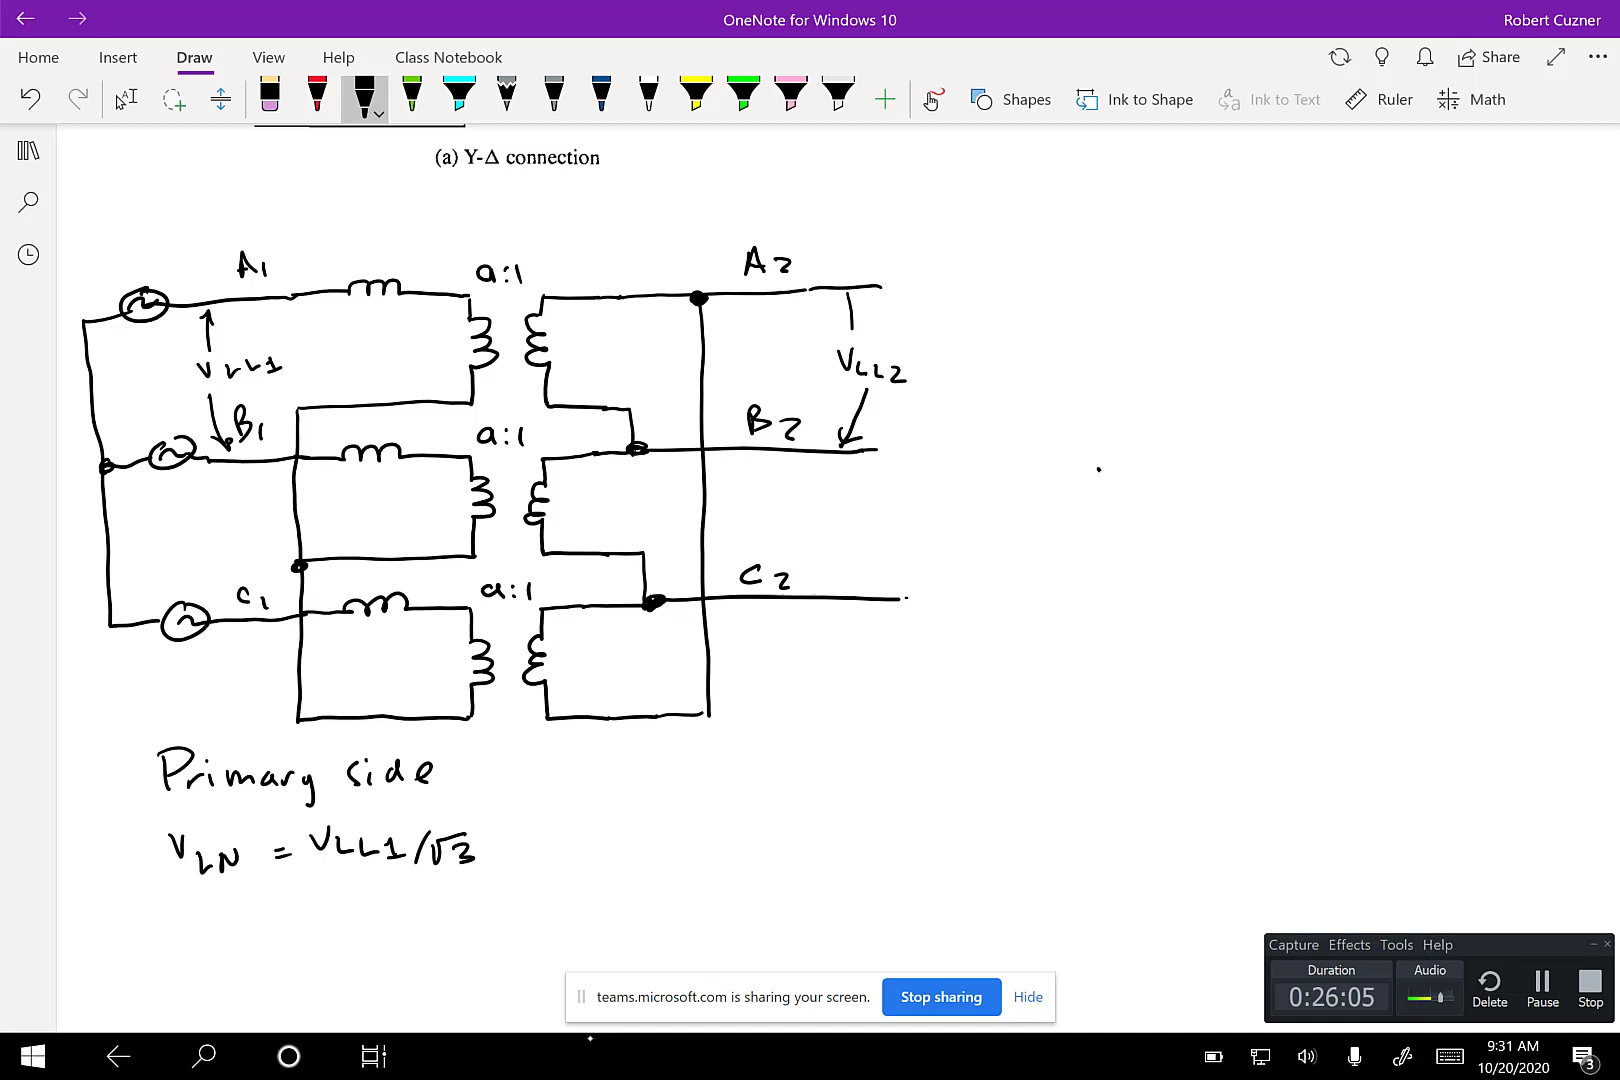 OneNote for Windows 10
Robert Cuzner
Home Insert Draw View Help Class Notebook
Share
Shapes Ink to Shape Ink to Text Ruler Math
(a) Y-Δ connection
A1 a:1 A2
VLL1 VLL2
B1 a:1 B2
C1 a:1 C2
Primary side
VLN = VLL1/√3
Capture Effects Tools Help
Duration Audio
0:26:05 Delete Pause Stop
teams.microsoft.com is sharing your screen. Stop sharing Hide
9:31 AM
10/20/2020
3